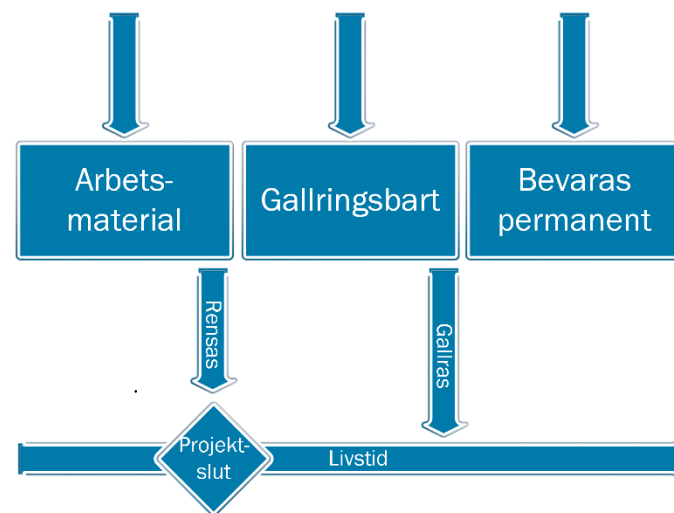 Arbets-
material
Gallringsbart
Bevaras
permanent
Rensas
Gallras
Projekt-
slut
Livstid